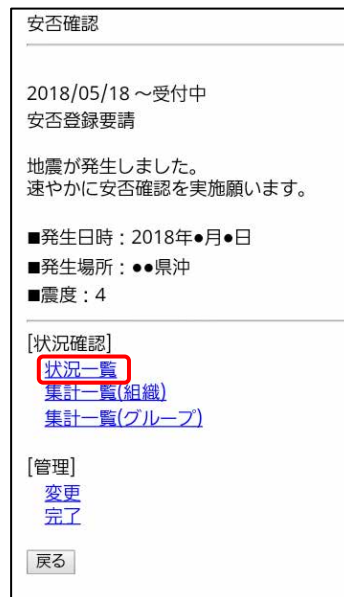 安否確認
2018/05/18 ～受付中
安否登録要請
地震が発生しました。
速やかに安否確認を実施願います。
■発生日時：2018年●月●日
■発生場所：●●県沖
■震度：4
[状況確認]
状況一覧
集計一覧(組織)
集計一覧(グループ)
[管理]
変更
完了
戻る